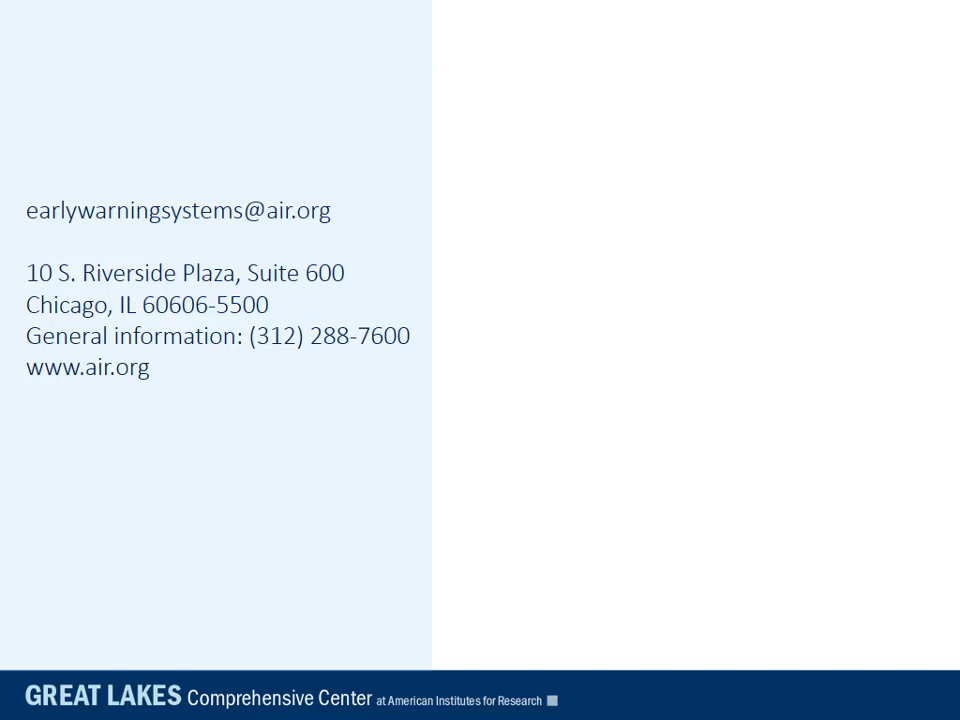 earlywarningsystems@air.org
10 S. Riverside Plaza, Suite 600
Chicago, IL 60606-5500
General information: (312) 288-7600
www.air.org
GREAT LAKES Comprehensive Center at American Institutes for Research